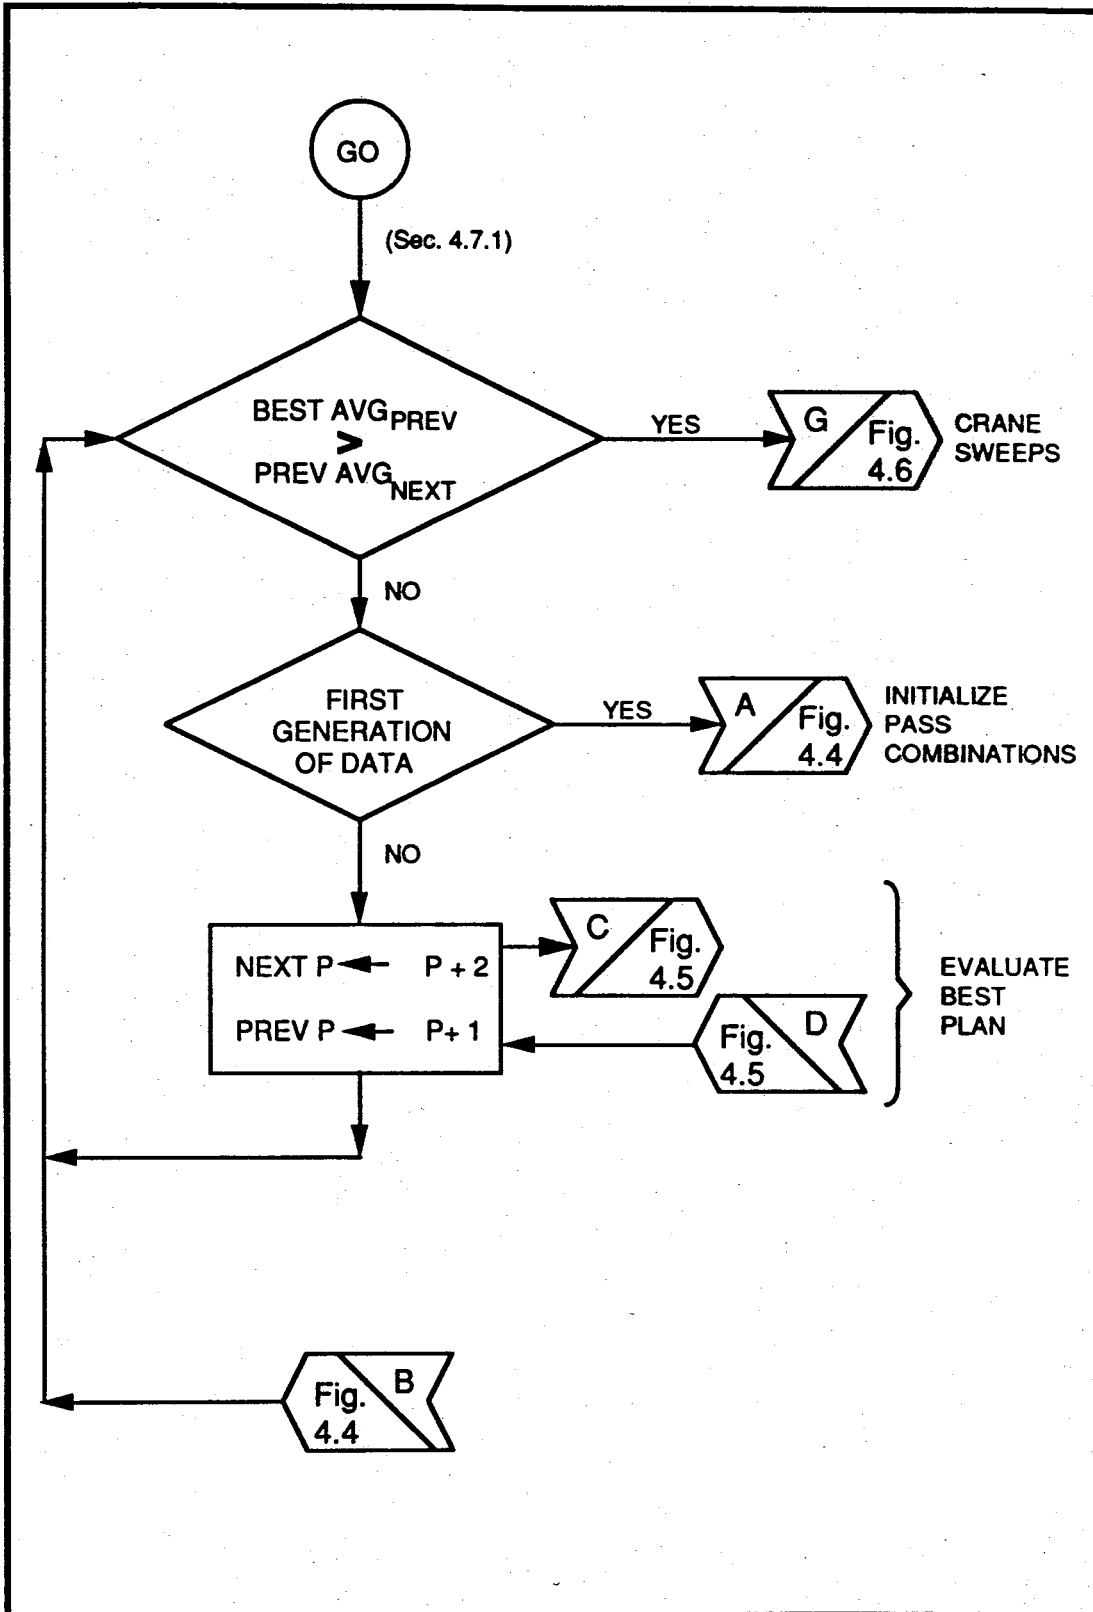 GO
(Sec. 4.7.1)
BEST AVG PREV
>
PREV AVG NEXT
YES
G
Fig.
4.6
CRANE
SWEEPS
NO
FIRST
GENERATION
OF DATA
YES
A
Fig.
4.4
INITIALIZE
PASS
COMBINATIONS
NO
NEXT P ← P + 2
PREV P ← P+ 1
C
Fig.
4.5
D
Fig.
4.5
EVALUATE
BEST
PLAN
B
Fig.
4.4